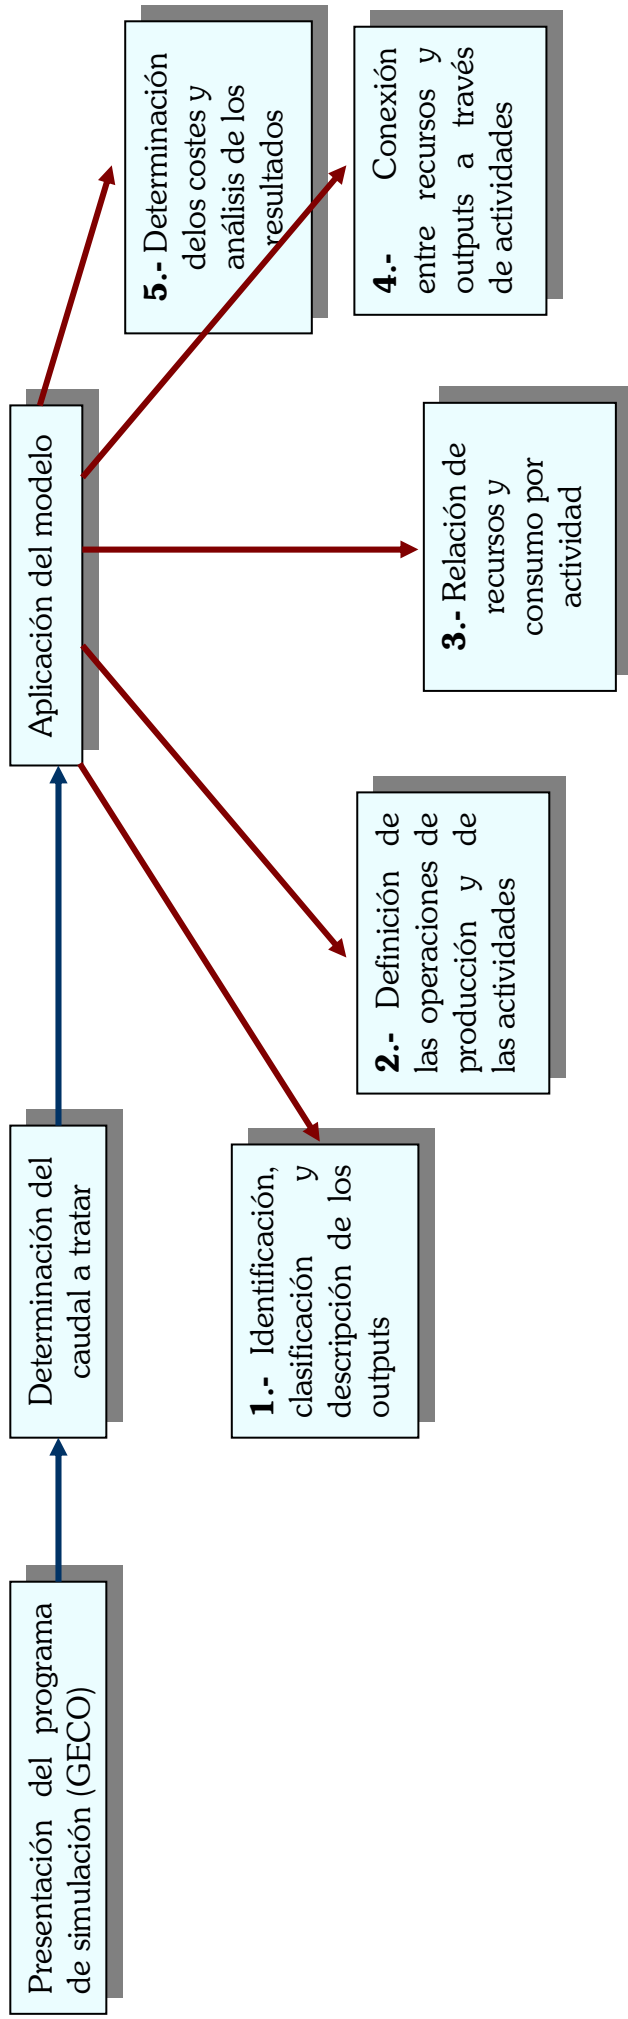 Presentación del programa
de simulación (GECO)
Determinación del
caudal a tratar
Aplicación del modelo
1.- Identificación,
clasificación y
descripción de los
outputs
2.- Definición de
las operaciones de
producción y de
las actividades
3.- Relación de
recursos y
consumo por
actividad
4.- Conexión
entre recursos y
outputs a través
de actividades
5.- Determinación
delos costes y
análisis de los
resultados